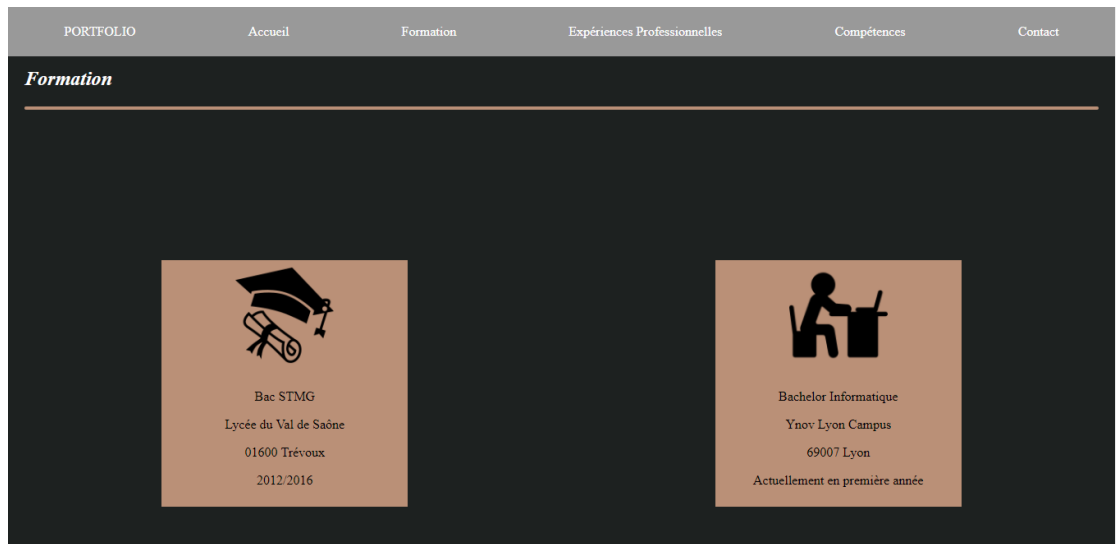 PORTFOLIO Accueil Formation Expériences Professionnelles Compétences Contact
Formation
Bac STMG
Lycée du Val de Saône
01600 Trévoux
2012/2016
Bachelor Informatique
Ynov Lyon Campus
69007 Lyon
Actuellement en première année